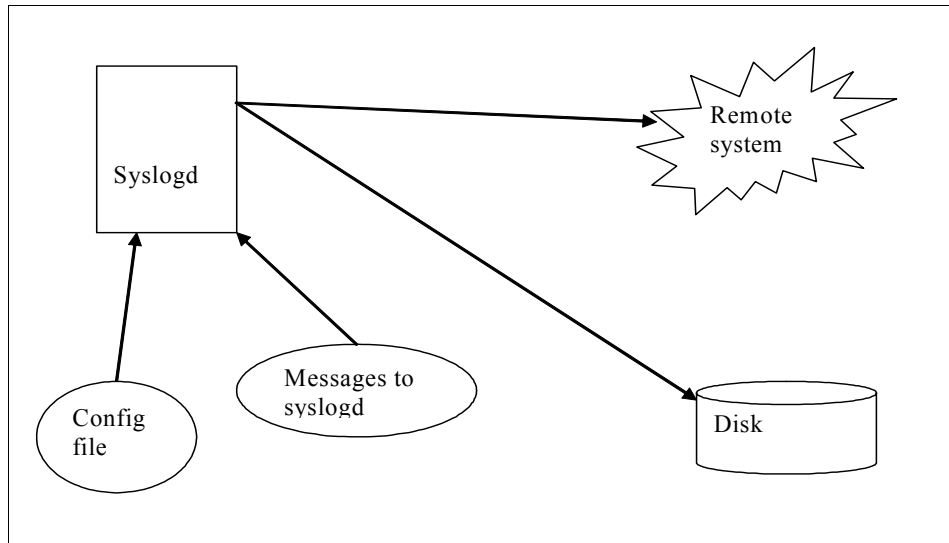 Remote
system
Syslogd
Messages to
syslogd
Config
file
Disk